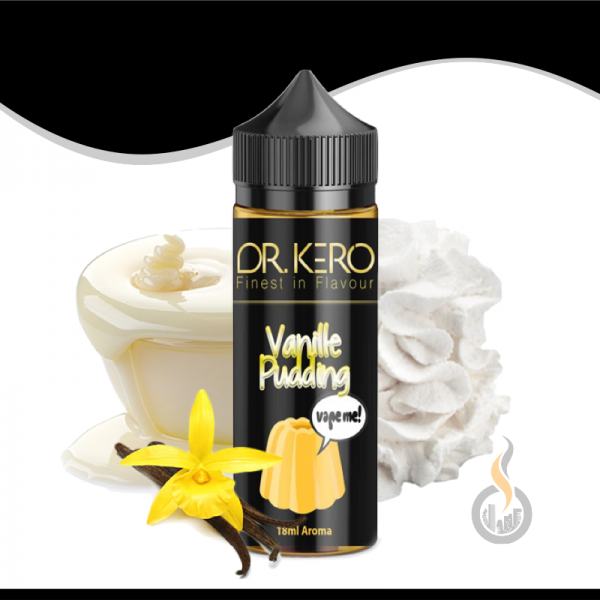 DR. KERO
Finest in Flavour
Vanille
Pudding
vape me!
18ml Aroma